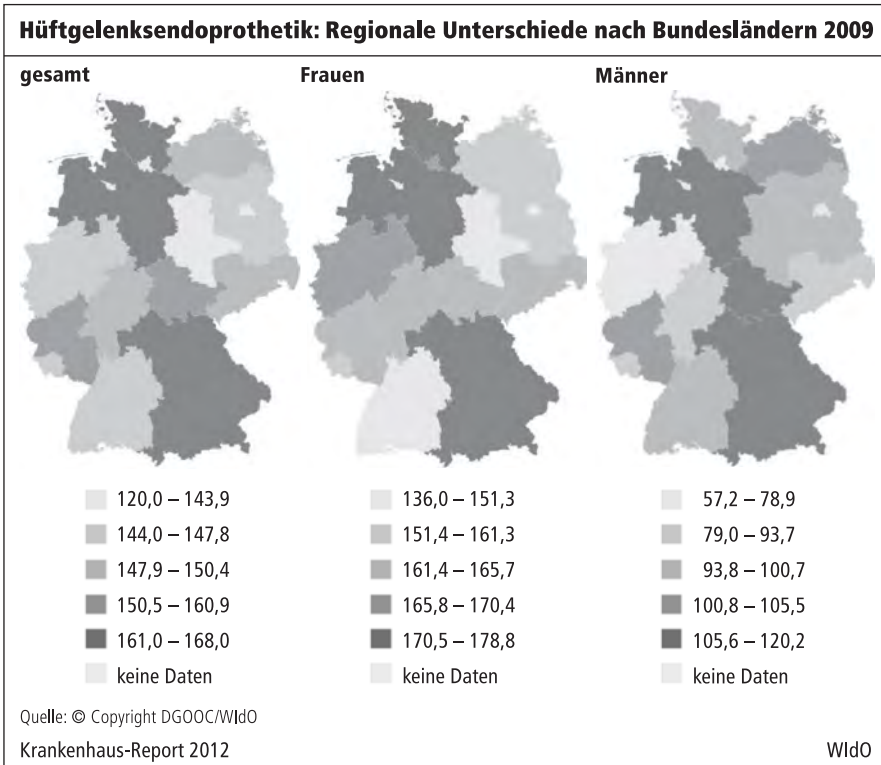 Hüftgelenksendoprothetik: Regionale Unterschiede nach Bundesländern 2009
gesamt
Frauen
Männer
120,0 – 143,9
144,0 – 147,8
147,9 – 150,4
150,5 – 160,9
161,0 – 168,0
keine Daten
136,0 – 151,3
151,4 – 161,3
161,4 – 165,7
165,8 – 170,4
170,5 – 178,8
keine Daten
57,2 – 78,9
79,0 – 93,7
93,8 – 100,7
100,8 – 105,5
105,6 – 120,2
keine Daten
Quelle: © Copyright DGOOC/WIdO
Krankenhaus-Report 2012
WIdO